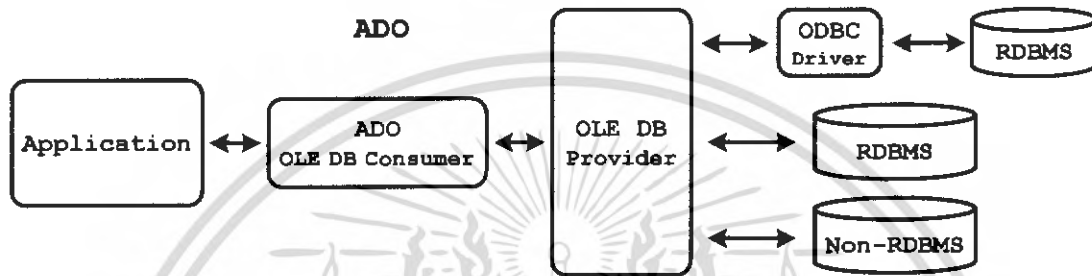 ADO
Application
ADO
OLE DB Consumer
OLE DB
Provider
ODBC
Driver
RDBMS
RDBMS
Non-RDBMS